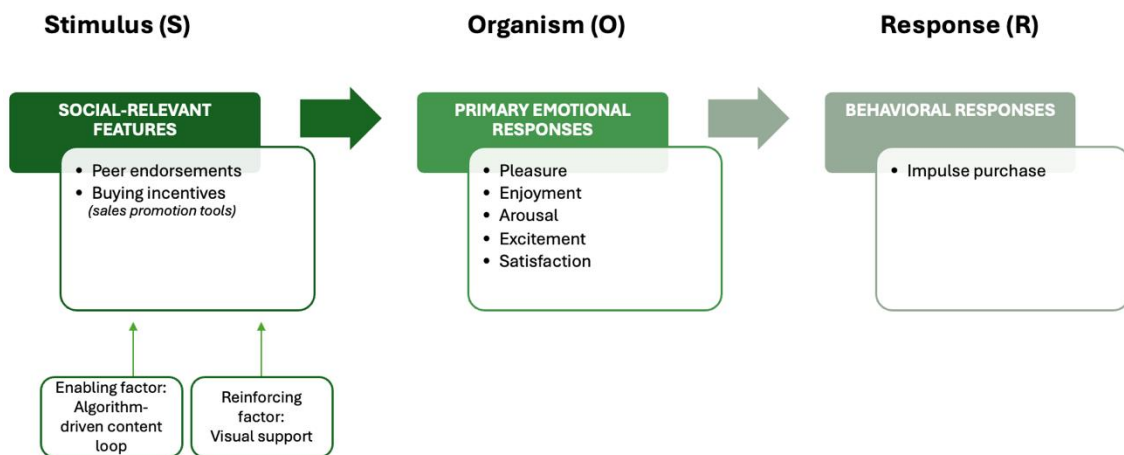 Stimulus (S)
Organism (O)
Response (R)
SOCIAL-RELEVANT
FEATURES
• Peer endorsements
• Buying incentives
(sales promotion tools)
PRIMARY EMOTIONAL
RESPONSES
• Pleasure
• Enjoyment
• Arousal
• Excitement
• Satisfaction
BEHAVIORAL RESPONSES
• Impulse purchase
Enabling factor:
Algorithm-
driven content
loop
Reinforcing
factor:
Visual support